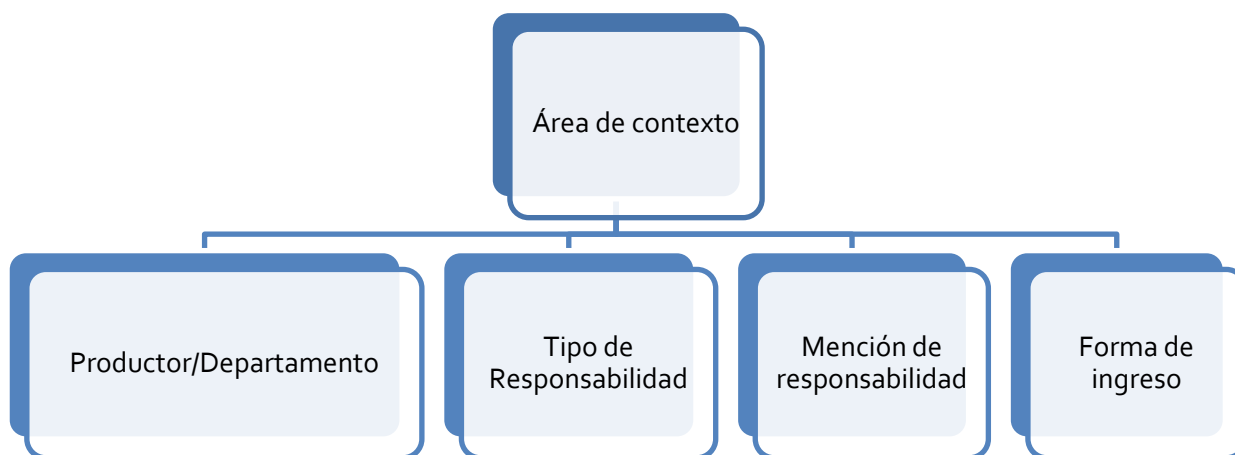 Área de contexto
Productor/Departamento
Tipo de
Responsabilidad
Mención de
responsabilidad
Forma de
ingreso